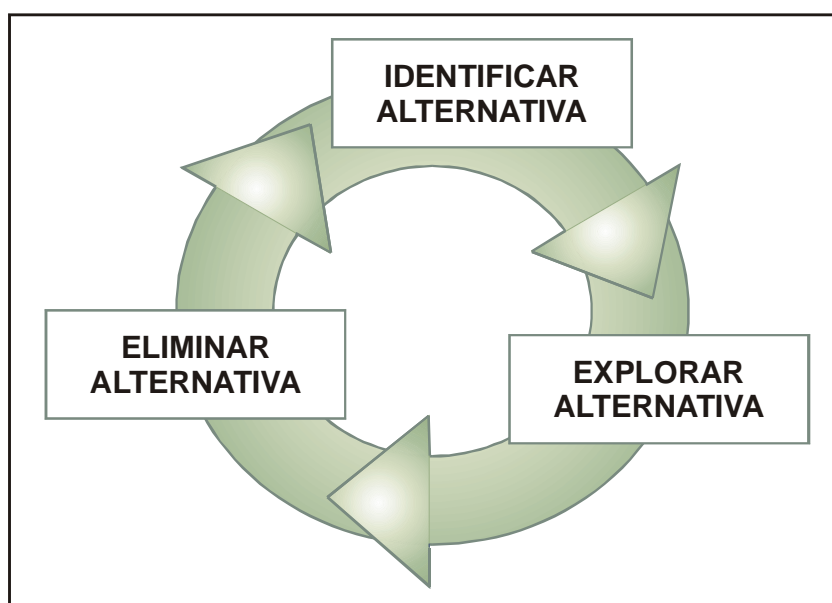 IDENTIFICAR
ALTERNATIVA
EXPLORAR
ALTERNATIVA
ELIMINAR
ALTERNATIVA